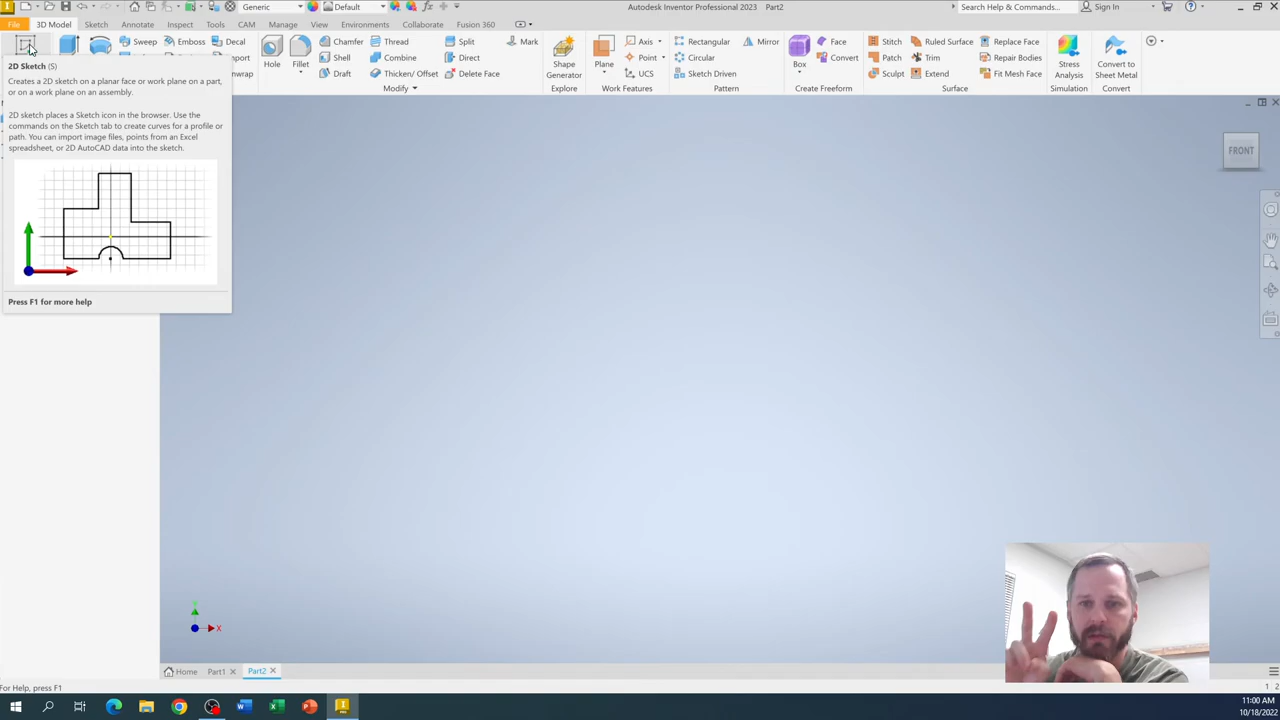 Generic
Default
Autodesk Inventor Professional 2023 Part2
Search Help & Commands...
Sign In
File 3D Model Sketch Annotate Inspect Tools CAM Manage View Environments Collaborate Fusion 360
Sweep Emboss Decal
Chamfer Thread Split Mark
Axis Rectangular Mirror
Face Stitch Ruled Surface Replace Face
Shell Combine Direct
Point Circular
Convert Patch Trim Repair Bodies
Hole Fillet Draft Thicken/ Offset Delete Face
Shape Generator Plane UCS Sketch Driven Box
Sculpt Extend Fit Mesh Face
Stress Analysis Convert to Sheet Metal
Modify Explore Work Features Pattern Create Freeform Surface Simulation Convert
2D Sketch (S)
Creates a 2D sketch on a planar face or work plane on a part,
or on a work plane on an assembly.
2D sketch places a Sketch icon in the browser. Use the
commands on the Sketch tab to create curves for a profile or
path. You can import image files, points from an Excel
spreadsheet, or 2D AutoCAD data into the sketch.
Press F1 for more help
FRONT
X
Home Part1 Part2
For Help, press F1
1 2
11:00 AM
10/18/2022